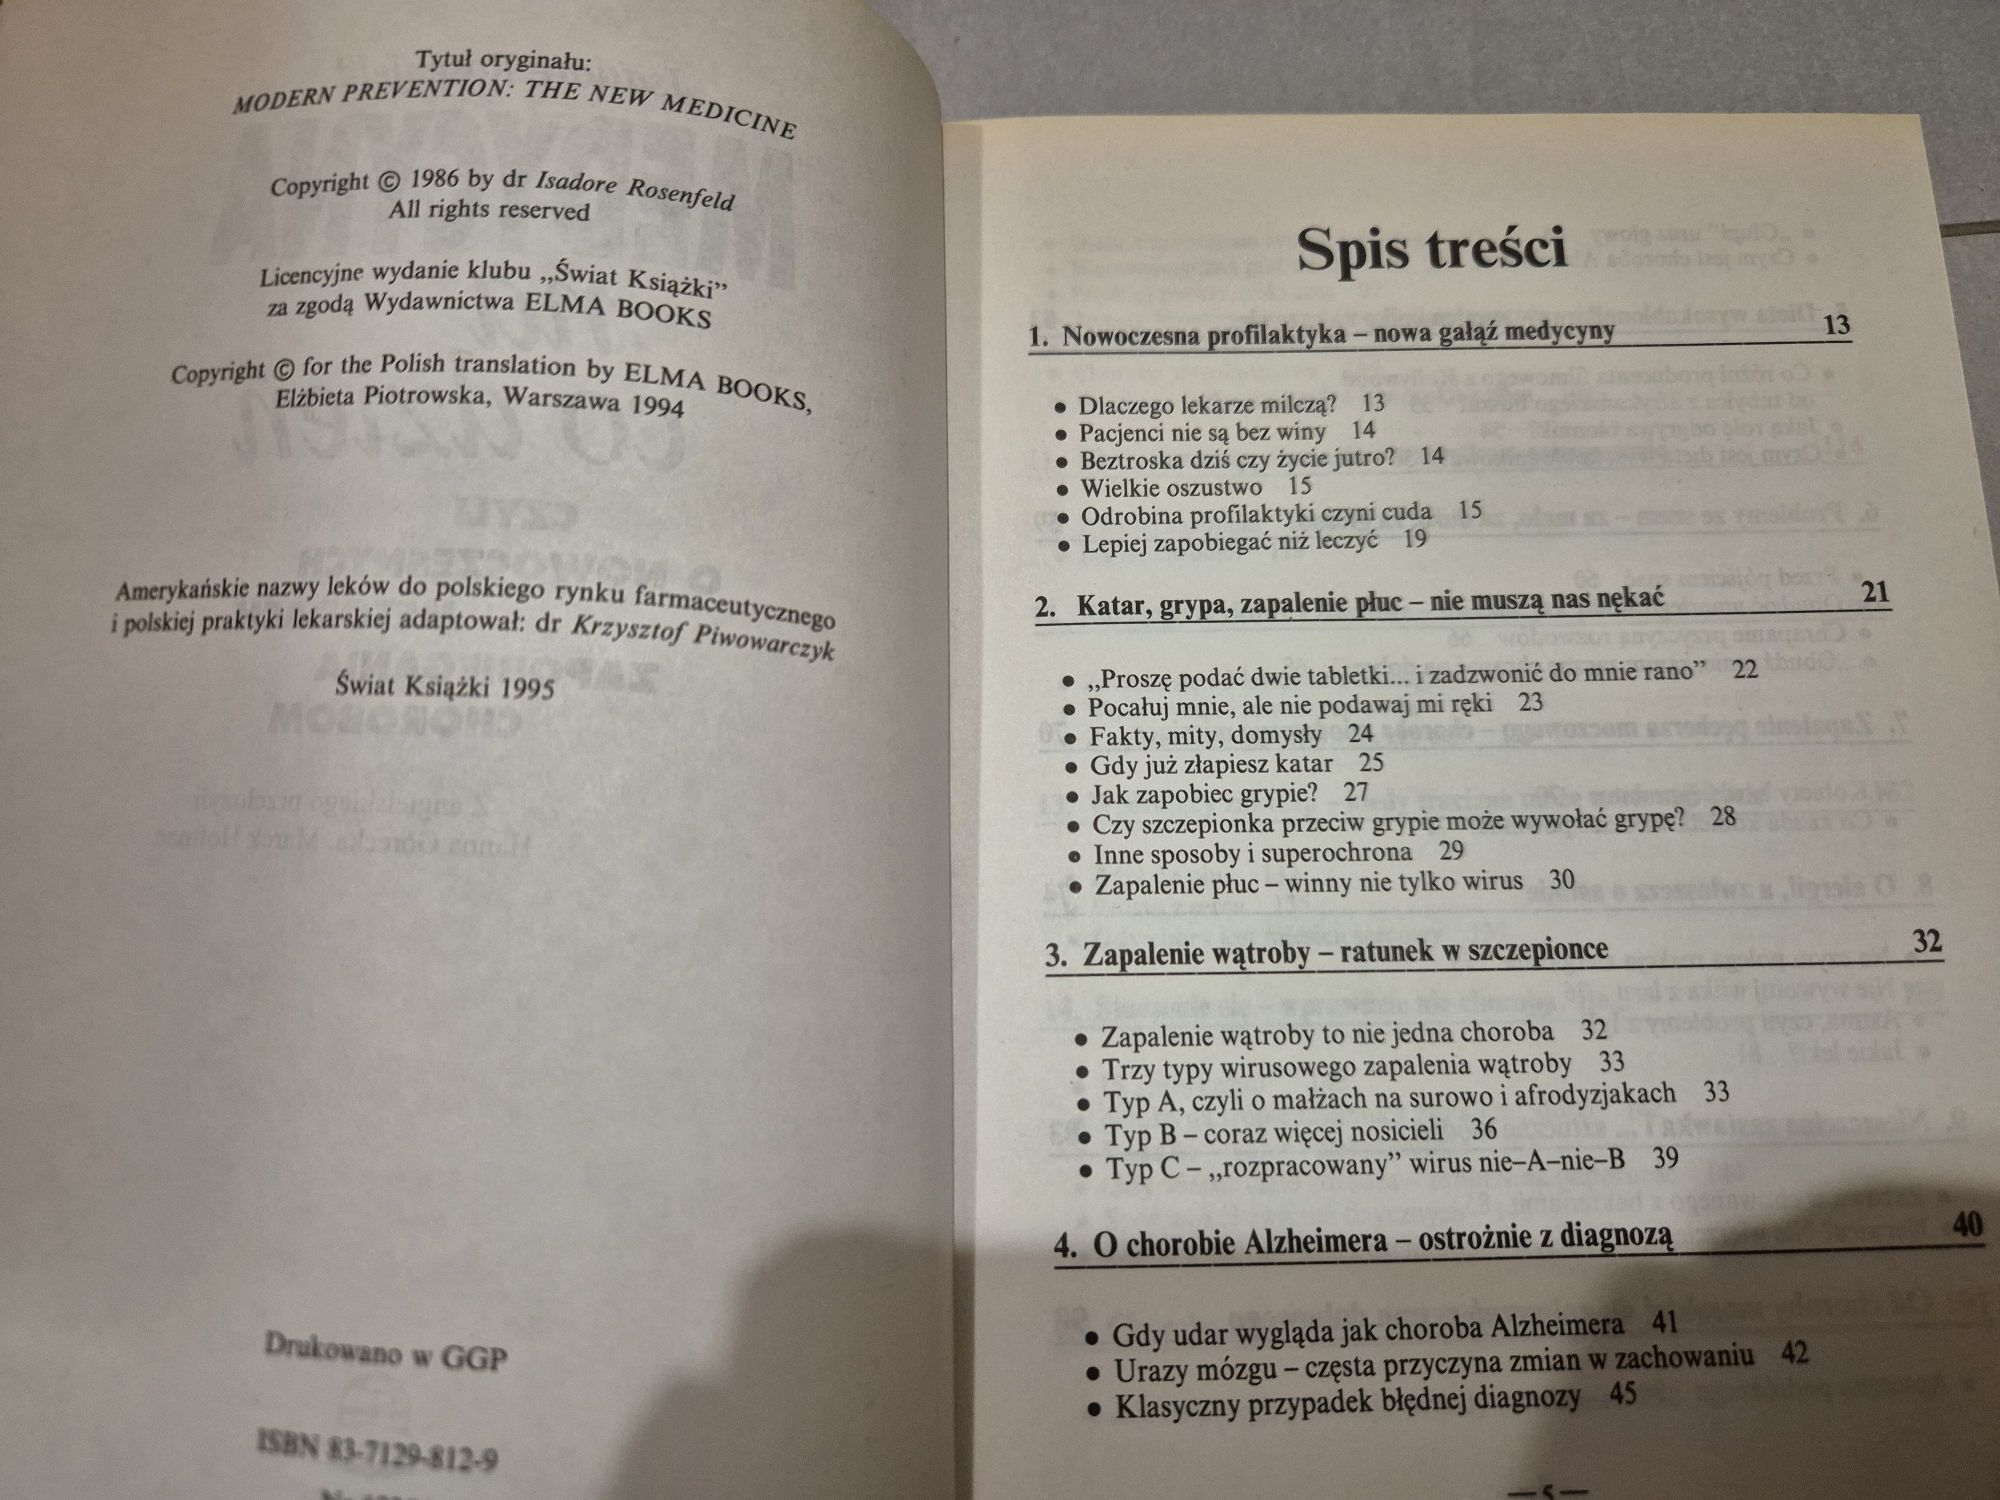 Tytuł oryginału:
MODERN PREVENTION: THE NEW MEDICINE
Copyright © 1986 by dr Isadore Rosenfeld
All rights reserved
Licencyjne wydanie klubu „Świat Książki”
za zgodą Wydawnictwa ELMA BOOKS
Copyright © for the Polish translation by ELMA BOOKS,
Elżbieta Piotrowska, Warszawa 1994
Amerykańskie nazwy leków do polskiego rynku farmaceutycznego
i polskiej praktyki lekarskiej adaptował: dr Krzysztof Piwowarczyk
Świat Książki 1995
Drukowano w GGP
ISBN 83-7129-812-9
Spis treści
1. Nowoczesna profilaktyka – nowa gałąź medycyny 13
• Dlaczego lekarze milczą? 13
• Pacjenci nie są bez winy 14
• Beztroska dziś czy życie jutro? 14
• Wielkie oszustwo 15
• Odrobina profilaktyki czyni cuda 15
• Lepiej zapobiegać niż leczyć 19
2. Katar, grypa, zapalenie płuc – nie muszą nas nękać 21
• „Proszę podać dwie tabletki... i zadzwonić do mnie rano” 22
• Pocałuj mnie, ale nie podawaj mi ręki 23
• Fakty, mity, domysły 24
• Gdy już złapiesz katar 25
• Jak zapobiec grypie? 27
• Czy szczepionka przeciw grypie może wywołać grypę? 28
• Inne sposoby i superochrona 29
• Zapalenie płuc – winny nie tylko wirus 30
3. Zapalenie wątroby – ratunek w szczepionce 32
• Zapalenie wątroby to nie jedna choroba 32
• Trzy typy wirusowego zapalenia wątroby 33
• Typ A, czyli o małżach na surowo i afrodyzjakach 33
• Typ B – coraz więcej nosicieli 36
• Typ C – „rozpracowany” wirus nie–A–nie–B 39
4. O chorobie Alzheimera – ostrożnie z diagnozą 40
• Gdy udar wygląda jak choroba Alzheimera 41
• Urazy mózgu – częsta przyczyna zmian w zachowaniu 42
• Klasyczny przypadek błędnej diagnozy 45
— 5 —